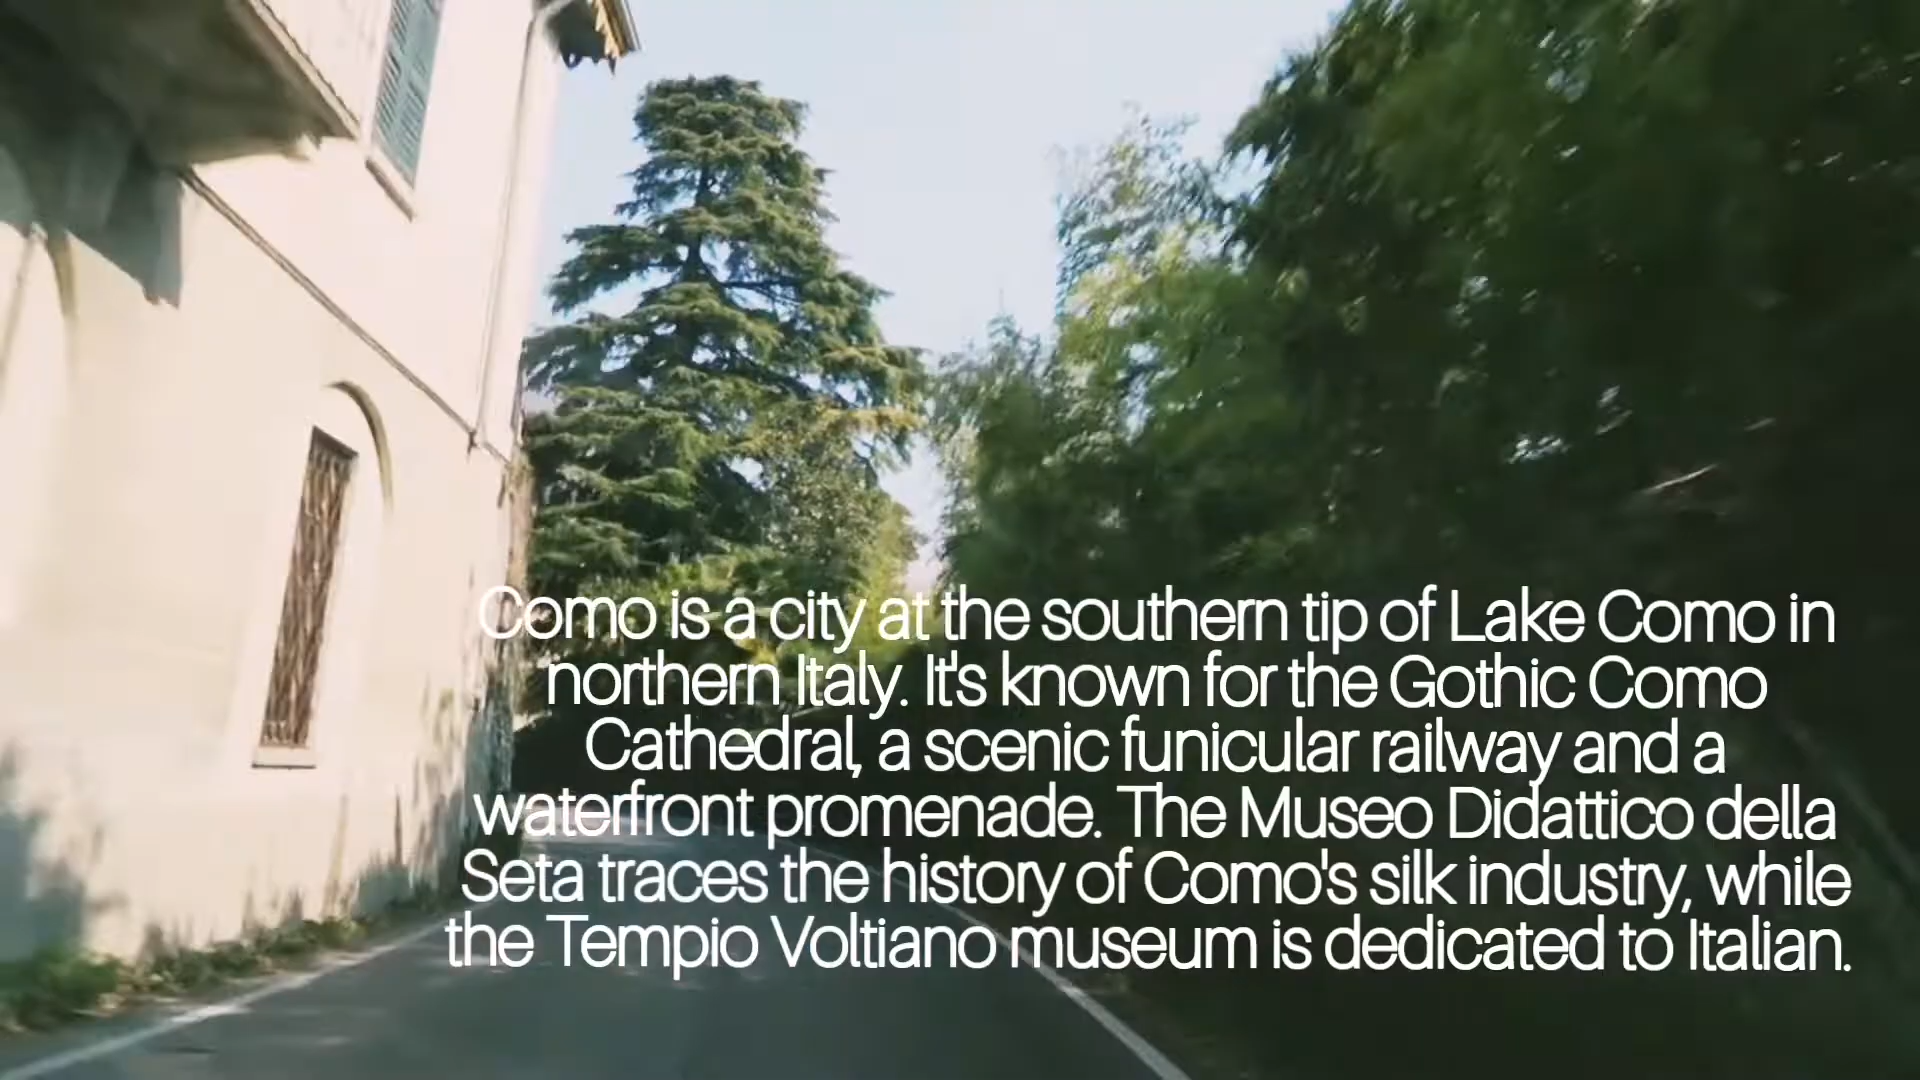 Como is a city at the southern tip of Lake Como in
northern Italy. It's known for the Gothic Como
Cathedral, a scenic funicular railway and a
waterfront promenade. The Museo Didattico della
Seta traces the history of Como's silk industry, while
the Tempio Voltiano museum is dedicated to Italian.